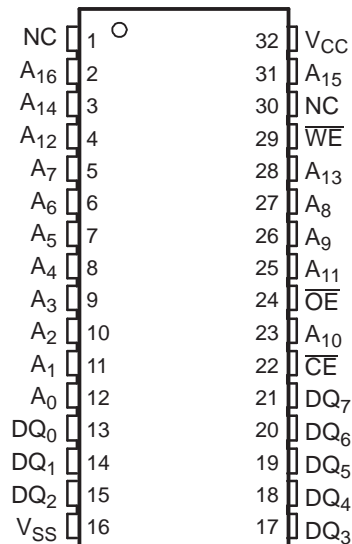 NC 1 32 VCC
A16 2 31 A15
A14 3 30 NC
A12 4 29 W̅E̅
A7 5 28 A13
A6 6 27 A8
A5 7 26 A9
A4 8 25 A11
A3 9 24 O̅E̅
A2 10 23 A10
A1 11 22 C̅E̅
A0 12 21 DQ7
DQ0 13 20 DQ6
DQ1 14 19 DQ5
DQ2 15 18 DQ4
VSS 16 17 DQ3